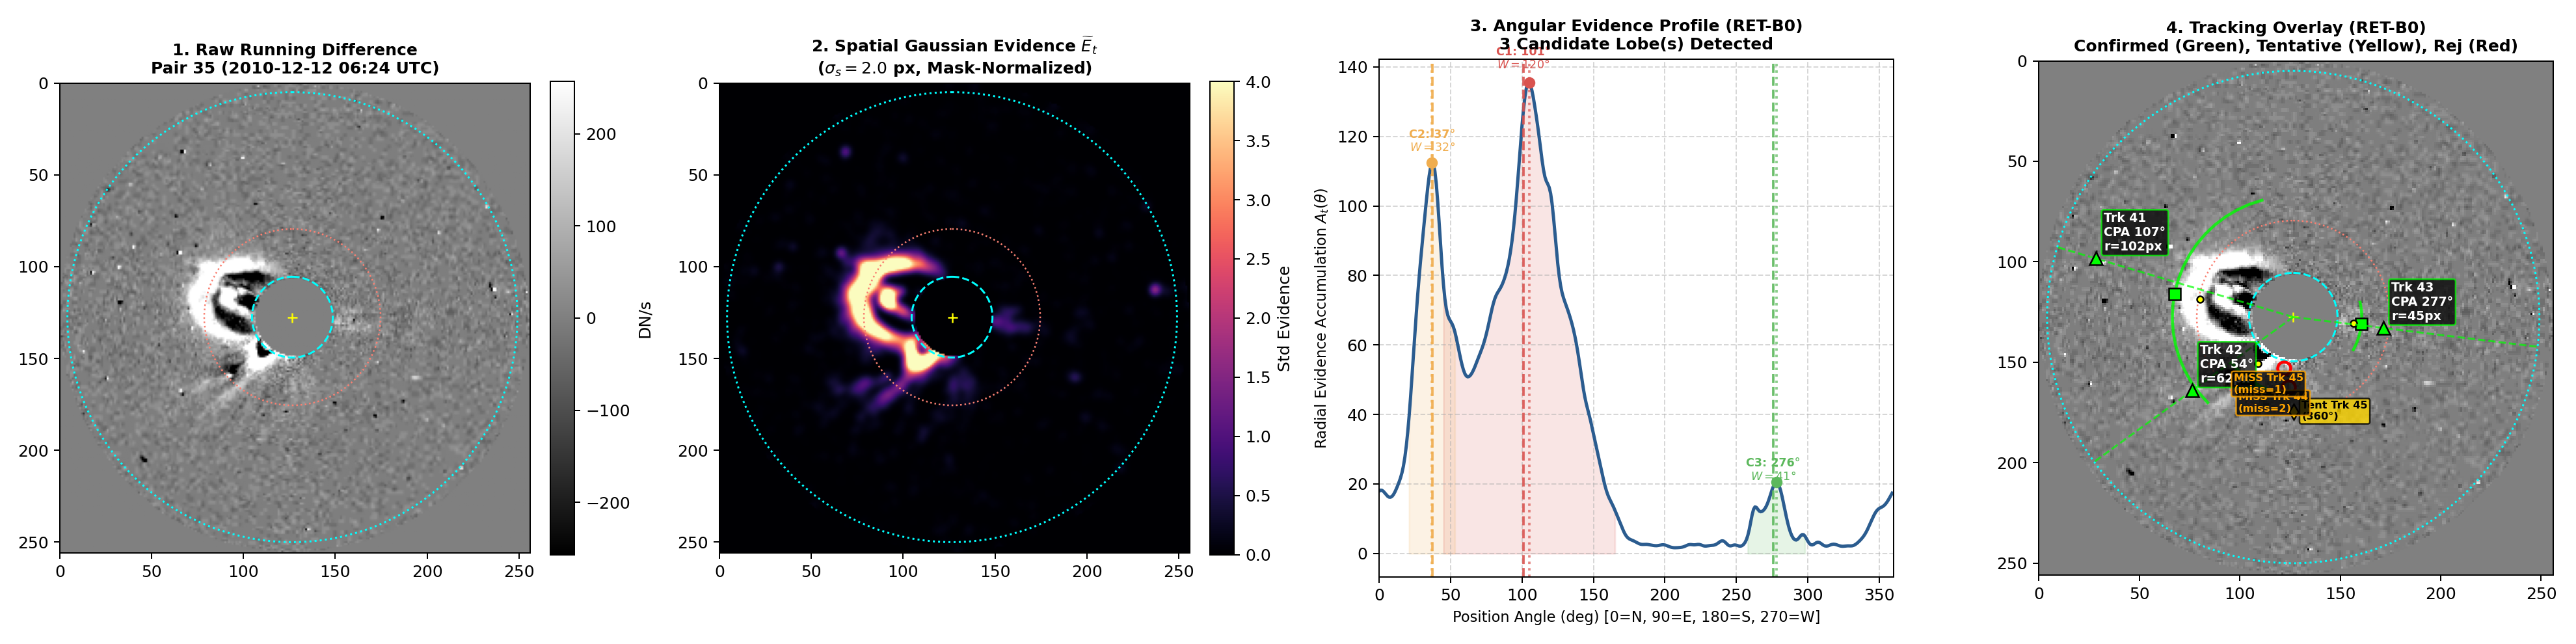 1. Raw Running Difference
Pair 35 (2010-12-12 06:24 UTC)
0
50
100
150
200
250
0
50
100
150
200
250
200
100
0
−100
−200
DN/s
2. Spatial Gaussian Evidence Ẽt
(σs = 2.0 px, Mask-Normalized)
0
50
100
150
200
250
0
50
100
150
200
250
4.0
3.5
3.0
2.5
2.0
1.5
1.0
0.5
0.0
Std Evidence
3. Angular Evidence Profile (RET-B0)
3 Candidate Lobe(s) Detected
C1: 101°
W = 120°
C2: 37°
W = 32°
C3: 276°
W = 41°
140
120
100
80
60
40
20
0
Radial Evidence Accumulation At(θ)
0
50
100
150
200
250
300
350
Position Angle (deg) [0=N, 90=E, 180=S, 270=W]
4. Tracking Overlay (RET-B0)
Confirmed (Green), Tentative (Yellow), Rej (Red)
0
50
100
150
200
250
0
50
100
150
200
250
Trk 41
CPA 107°
r=102px
Trk 43
CPA 277°
r=45px
Trk 42
CPA 54°
r=62
MISS Trk 45
(miss=1)
(miss=2)
Tent Trk 45
(360°)